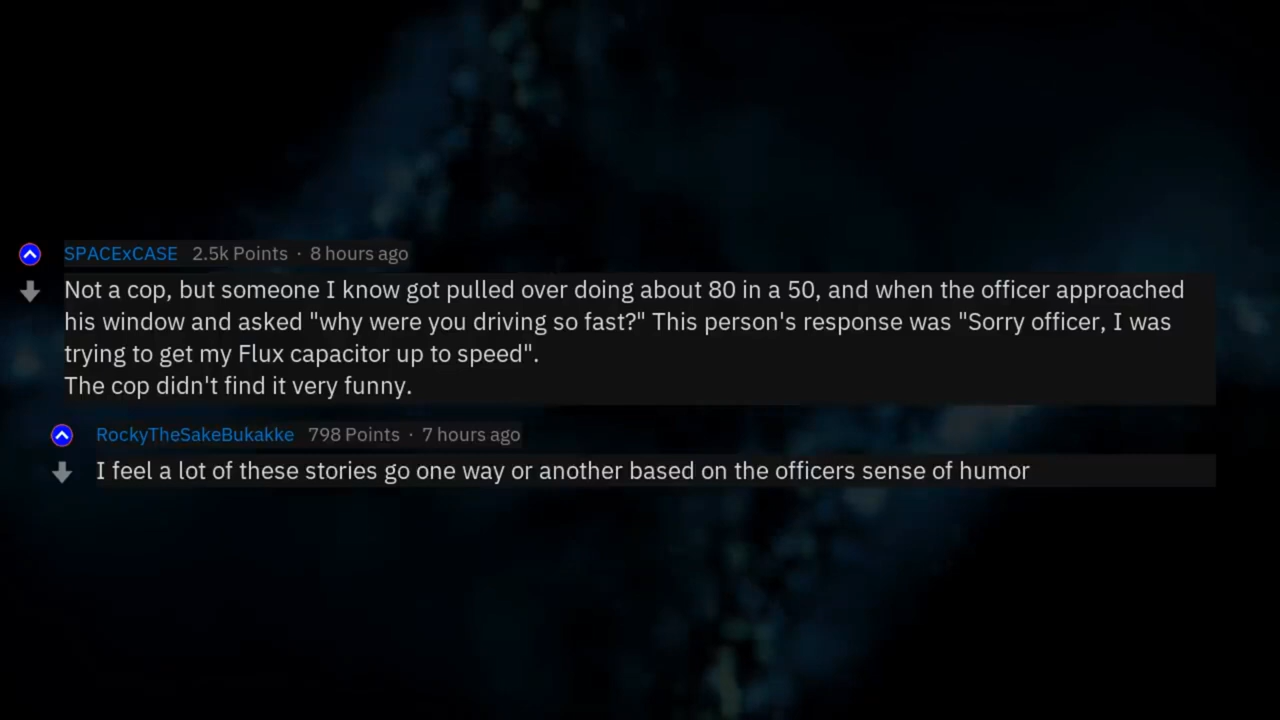 SPACExCASE 2.5k Points · 8 hours ago
Not a cop, but someone I know got pulled over doing about 80 in a 50, and when the officer approached
his window and asked "why were you driving so fast?" This person's response was "Sorry officer, I was
trying to get my Flux capacitor up to speed".
The cop didn't find it very funny.
RockyTheSakeBukakke 798 Points · 7 hours ago
I feel a lot of these stories go one way or another based on the officers sense of humor